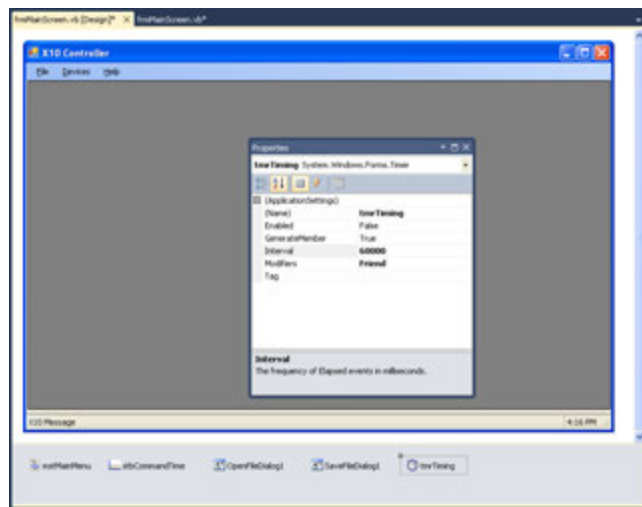 frmMainScreen.vb [Design]* X frmMainScreen.vb*
X10 Controller
File Devices Help
Properties
tmrTiming System.Windows.Forms.Timer
(ApplicationSettings)
(Name) tmrTiming
Enabled False
GenerateMember True
Interval 60000
Modifiers Friend
Tag
Interval
The frequency of Elapsed events in milliseconds.
X10 Message 4:16 PM
mstMainMenu stbCommandTime OpenFileDialog1 SaveFileDialog1 tmrTiming